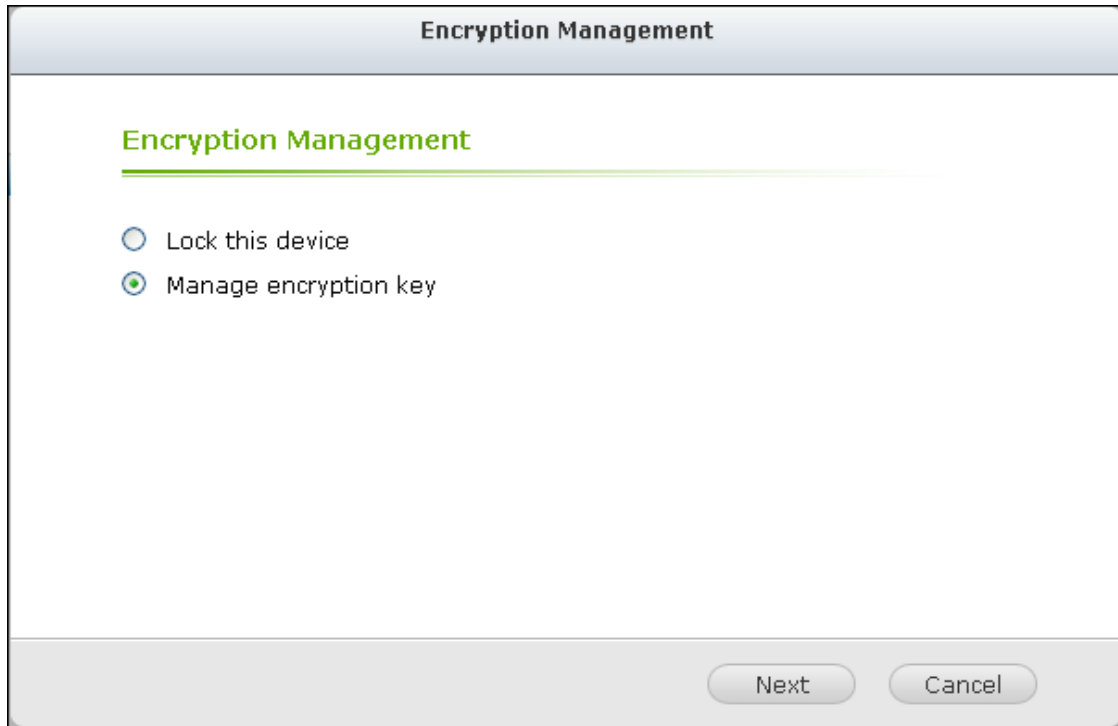 Encryption Management
Encryption Management
Lock this device
Manage encryption key
Next Cancel